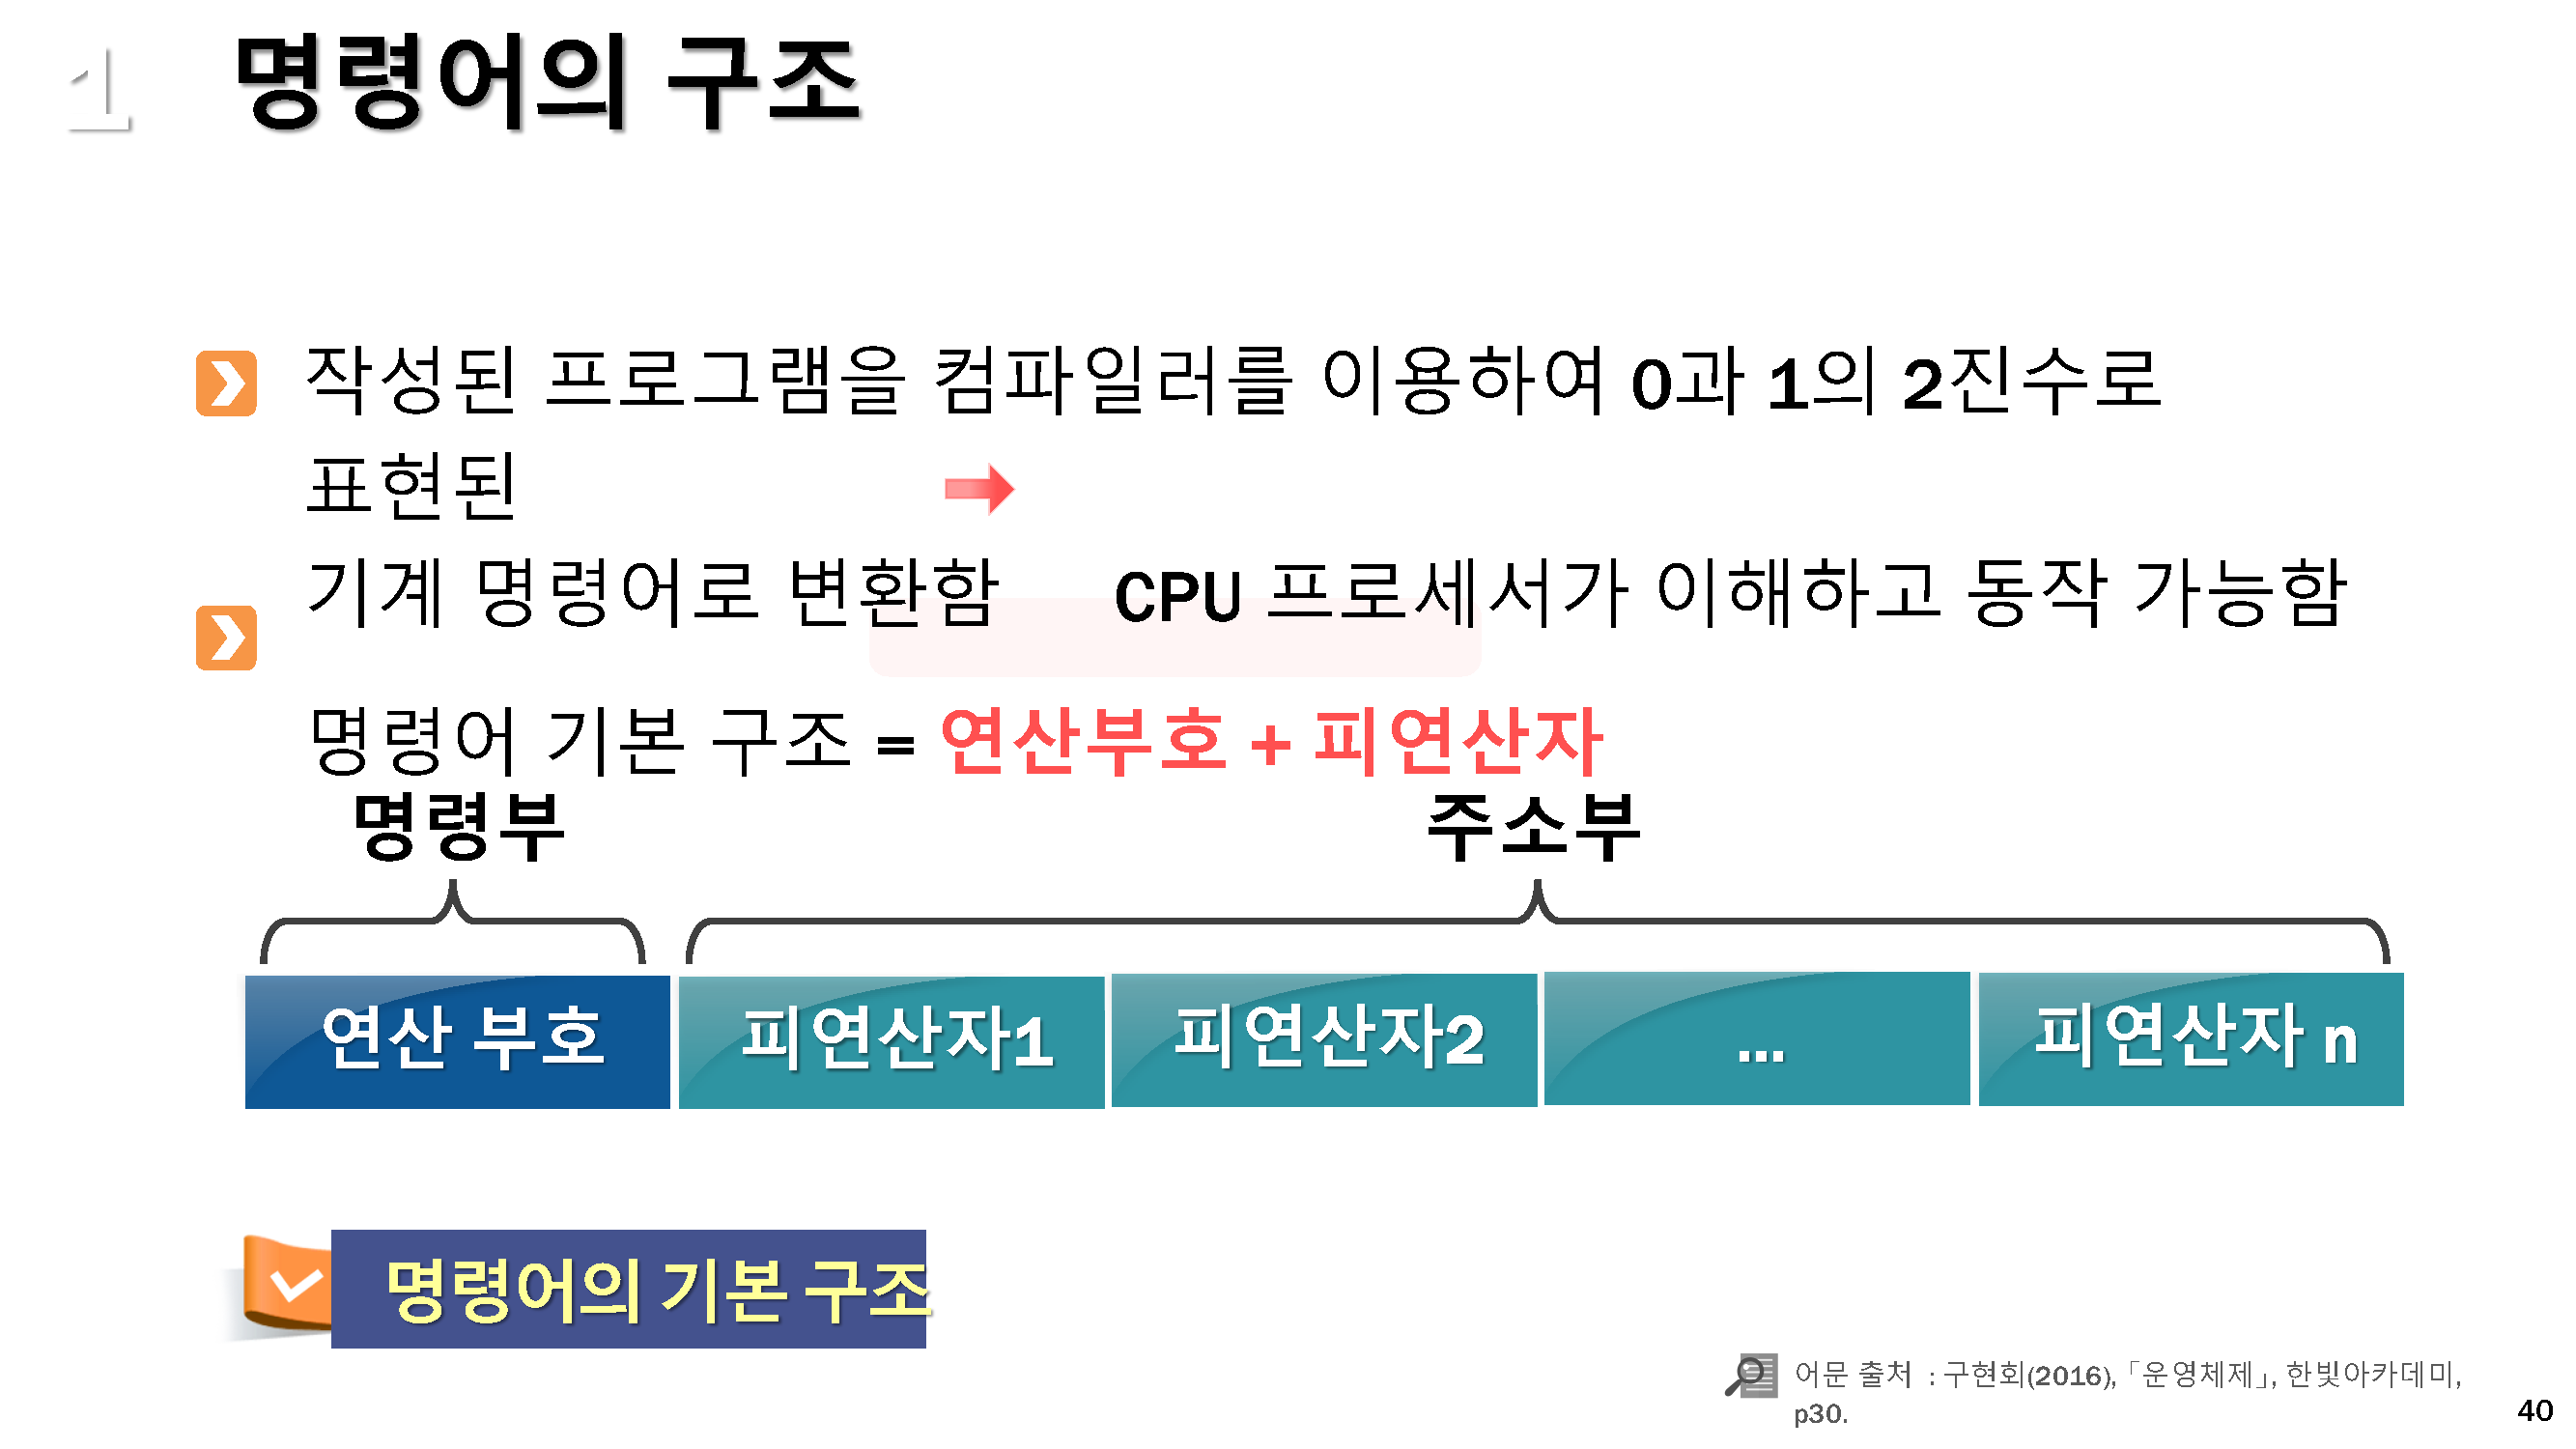 1 명령어의 구조
작성된 프로그램을 컴파일러를 이용하여 0과 1의 2진수로
표현된
기계 명령어로 변환함 CPU 프로세서가 이해하고 동작 가능함
명령어 기본 구조 = 연산부호 + 피연산자
명령부 주소부
연산 부호 피연산자1 피연산자2 ... 피연산자 n
명령어의 기본 구조
어문 출처 : 구현회(2016), 「운영체제」, 한빛아카데미,
p30.
40